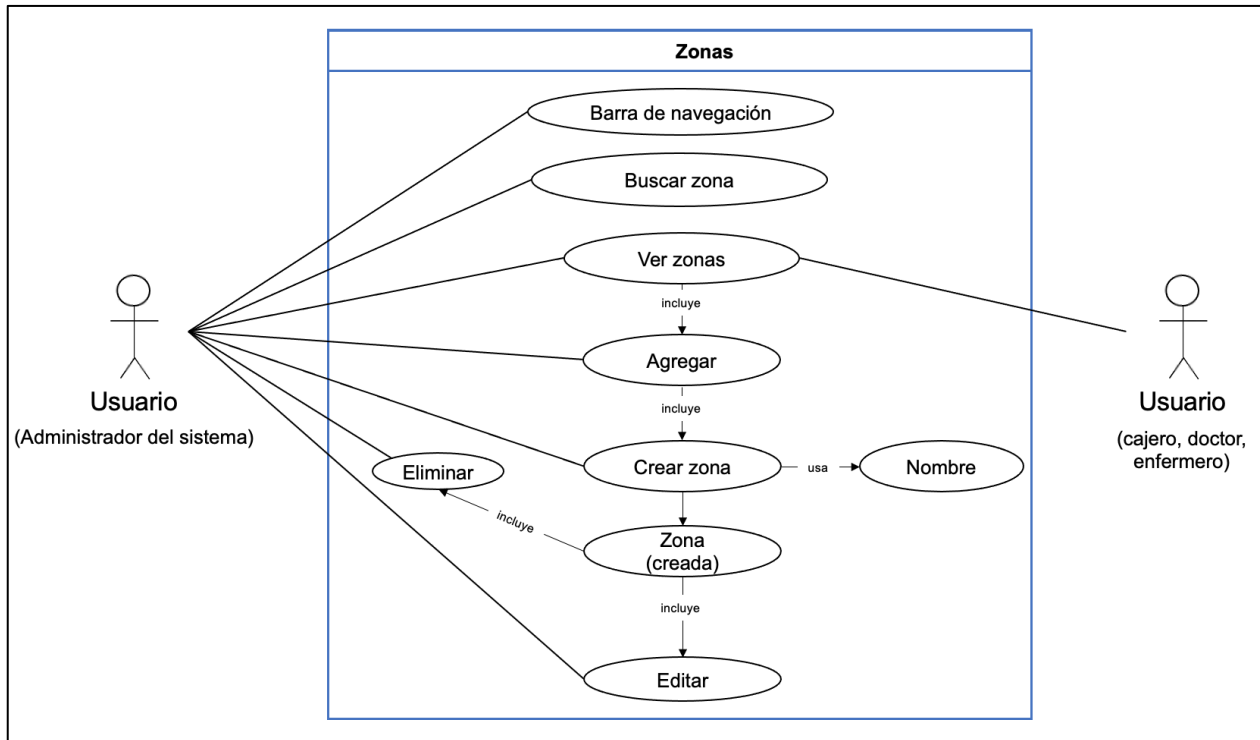 Zonas
Barra de navegación
Buscar zona
Ver zonas
incluye
Agregar
Usuario
(Administrador del sistema)
Usuario
(cajero, doctor,
enfermero)
incluye
Crear zona
usa
Nombre
Eliminar
incluye
Zona
(creada)
incluye
Editar